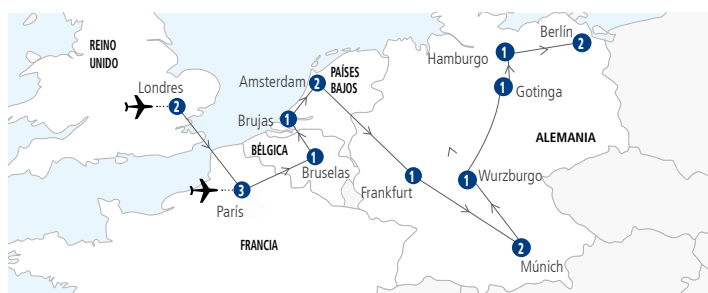 REINO
UNIDO
Londres
2
Berlín
2
Hamburgo
1
Amsterdam
2
PAÍSES
BAJOS
Gotinga
1
Brujas
1
ALEMANIA
BÉLGICA
1
Bruselas
Frankfurt
1
Wurzburgo
1
3
París
FRANCIA
2
Múnich